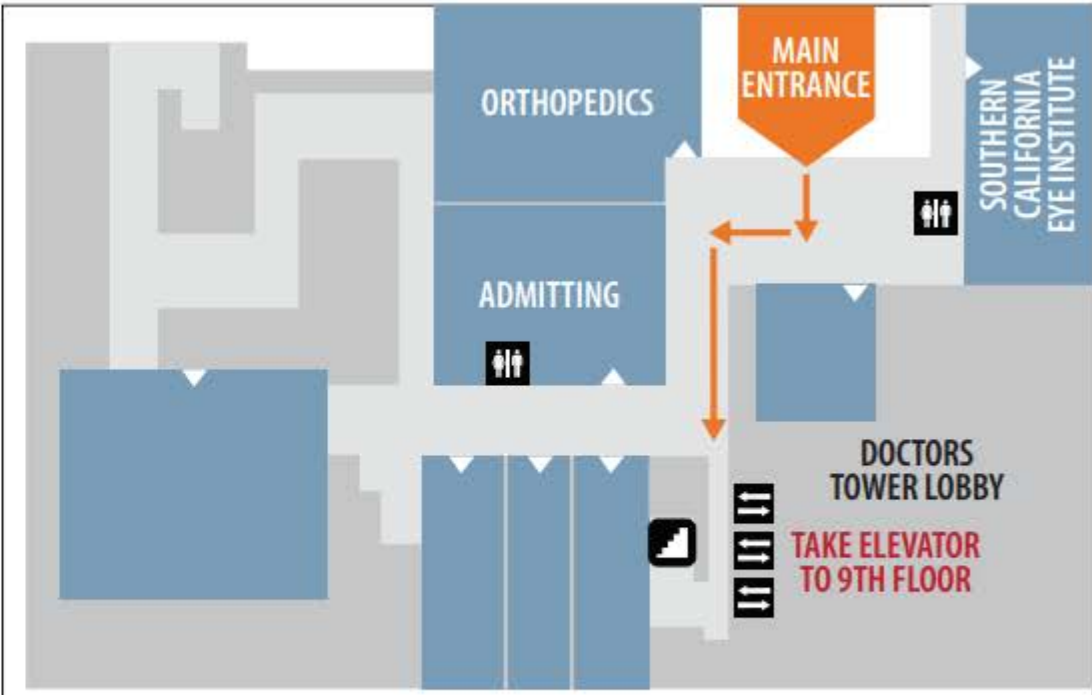 MAIN
ENTRANCE
ORTHOPEDICS
SOUTHERN
CALIFORNIA
EYE INSTITUTE
ADMITTING
DOCTORS
TOWER LOBBY
TAKE ELEVATOR
TO 9TH FLOOR